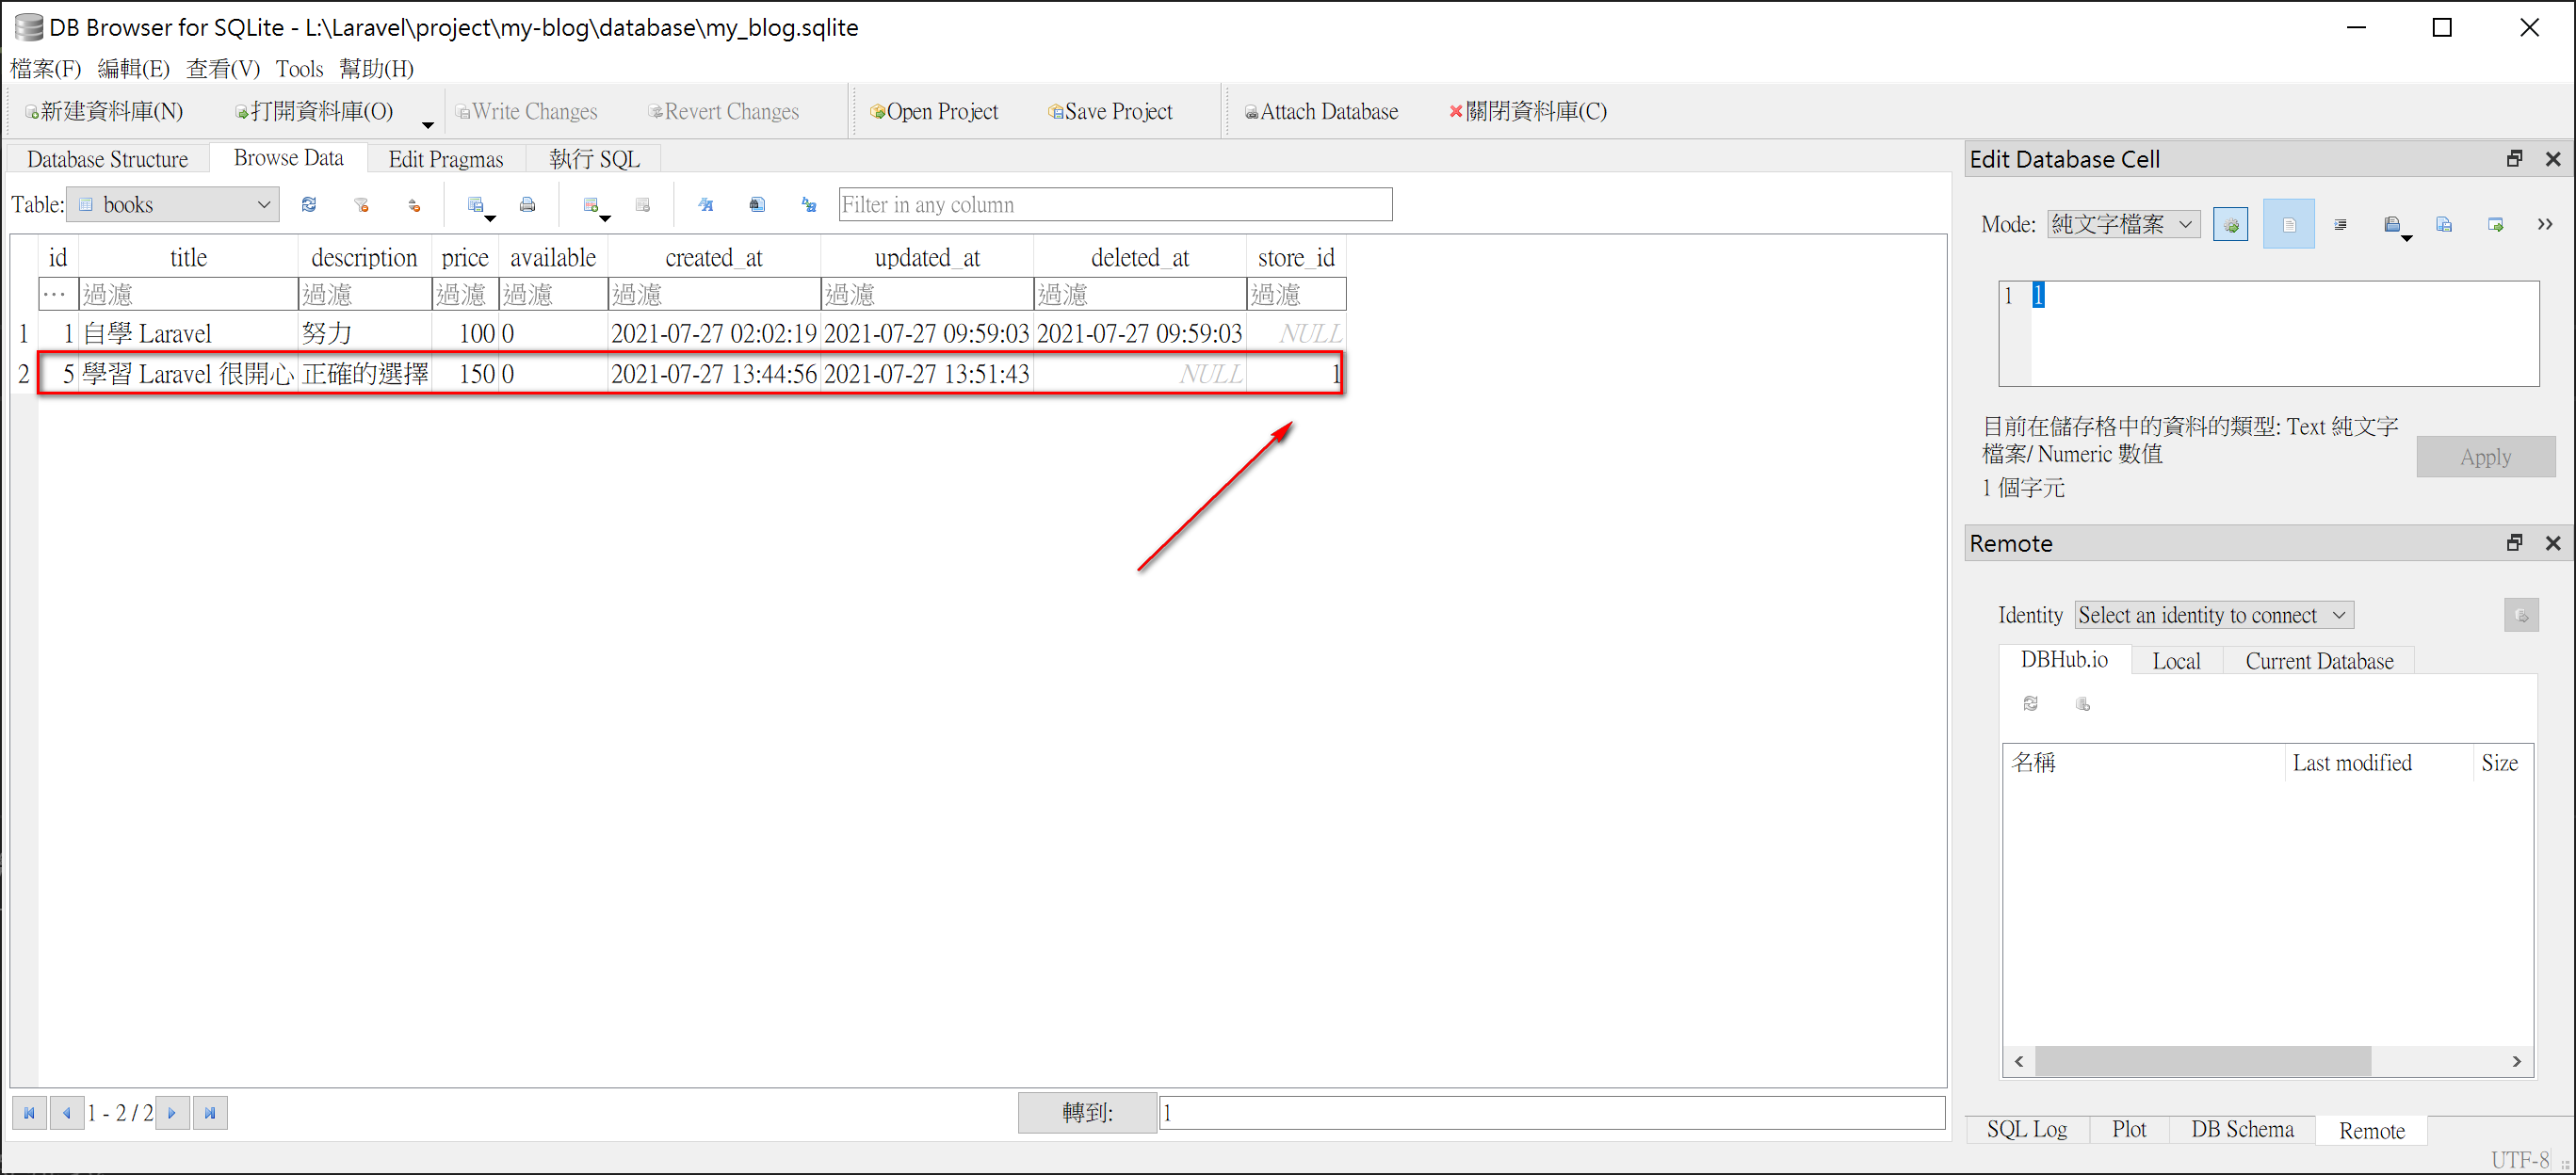 DB Browser for SQLite - L:\Laravel\project\my-blog\database\my_blog.sqlite
檔案(F) 編輯(E) 查看(V) Tools 幫助(H)
新建資料庫(N) 打開資料庫(O) Write Changes Revert Changes Open Project Save Project Attach Database 關閉資料庫(C)
Database Structure Browse Data Edit Pragmas 執行 SQL
Table: books Filter in any column
id title description price available created_at updated_at deleted_at store_id
... 過濾 過濾 過濾 過濾 過濾 過濾 過濾 過濾
1 1 自學 Laravel 努力 100 0 2021-07-27 02:02:19 2021-07-27 09:59:03 2021-07-27 09:59:03 NULL
2 5 學習 Laravel 很開心 正確的選擇 150 0 2021-07-27 13:44:56 2021-07-27 13:51:43 NULL 1
1 - 2 / 2 轉到: 1
Edit Database Cell
Mode: 純文字檔案
1 1
目前在儲存格中的資料的類型: Text 純文字
檔案/ Numeric 數值
1 個字元
Apply
Remote
Identity Select an identity to connect
DBHub.io Local Current Database
名稱 Last modified Size
SQL Log Plot DB Schema Remote
UTF-8